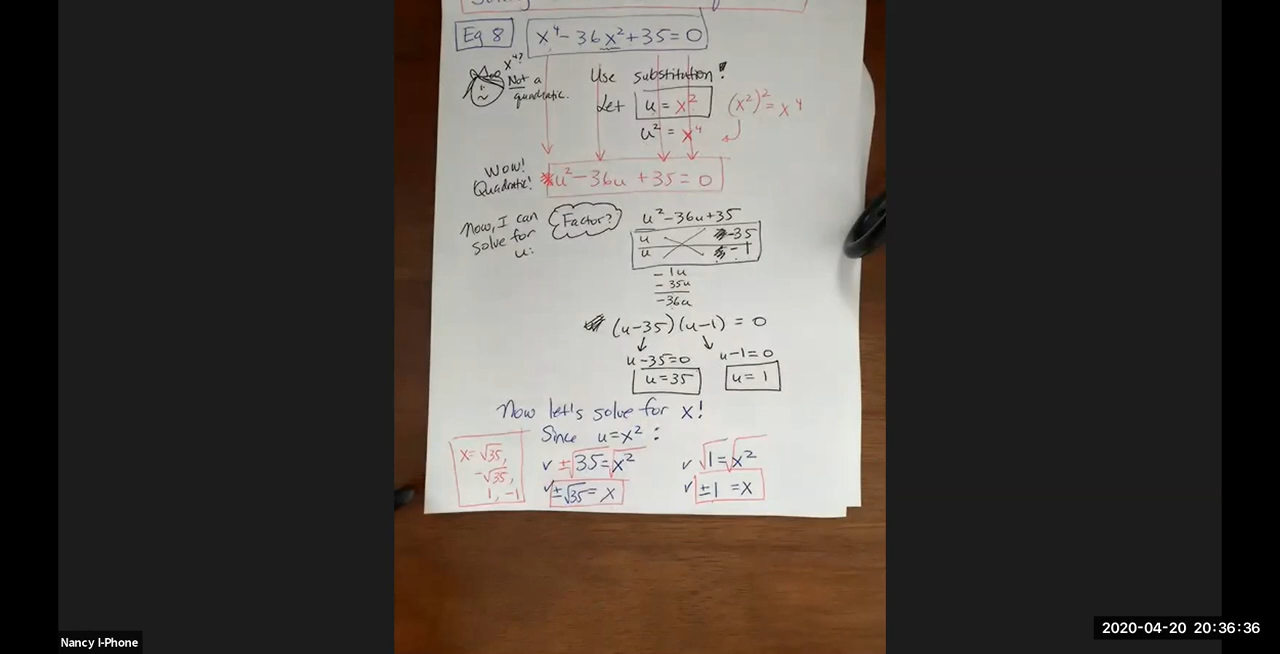 Eg 8
x⁴ - 36x² + 35 = 0
x⁴?
Not a
quadratic.
Use substitution!
Let u = x²
(x²)² = x⁴
u² = x⁴
Wow!
Quadratic!
u² - 36u + 35 = 0
Now, I can
solve for
u:
Factor?
u² - 36u + 35
u -35
u -1
- 1u
- 35u
-36u
(u-35)(u-1) = 0
u-35=0
u=35
u-1=0
u= 1
Now let's solve for x!
Since u=x² :
x= √35,
-√35,
1, -1
✓ ±√35=√x²
✓ ±√35= x
✓ √1=√x²
✓ ±1 =x
Nancy I-Phone
2020-04-20 20:36:36